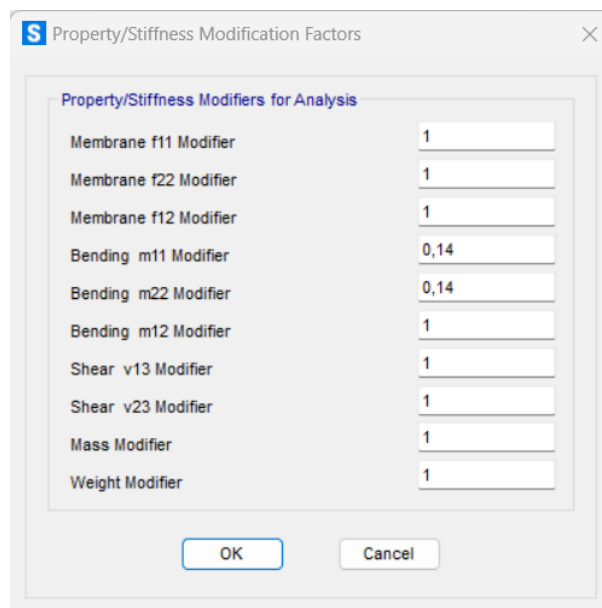 S Property/Stiffness Modification Factors
Property/Stiffness Modifiers for Analysis
Membrane f11 Modifier 1
Membrane f22 Modifier 1
Membrane f12 Modifier 1
Bending m11 Modifier 0,14
Bending m22 Modifier 0,14
Bending m12 Modifier 1
Shear v13 Modifier 1
Shear v23 Modifier 1
Mass Modifier 1
Weight Modifier 1
OK Cancel